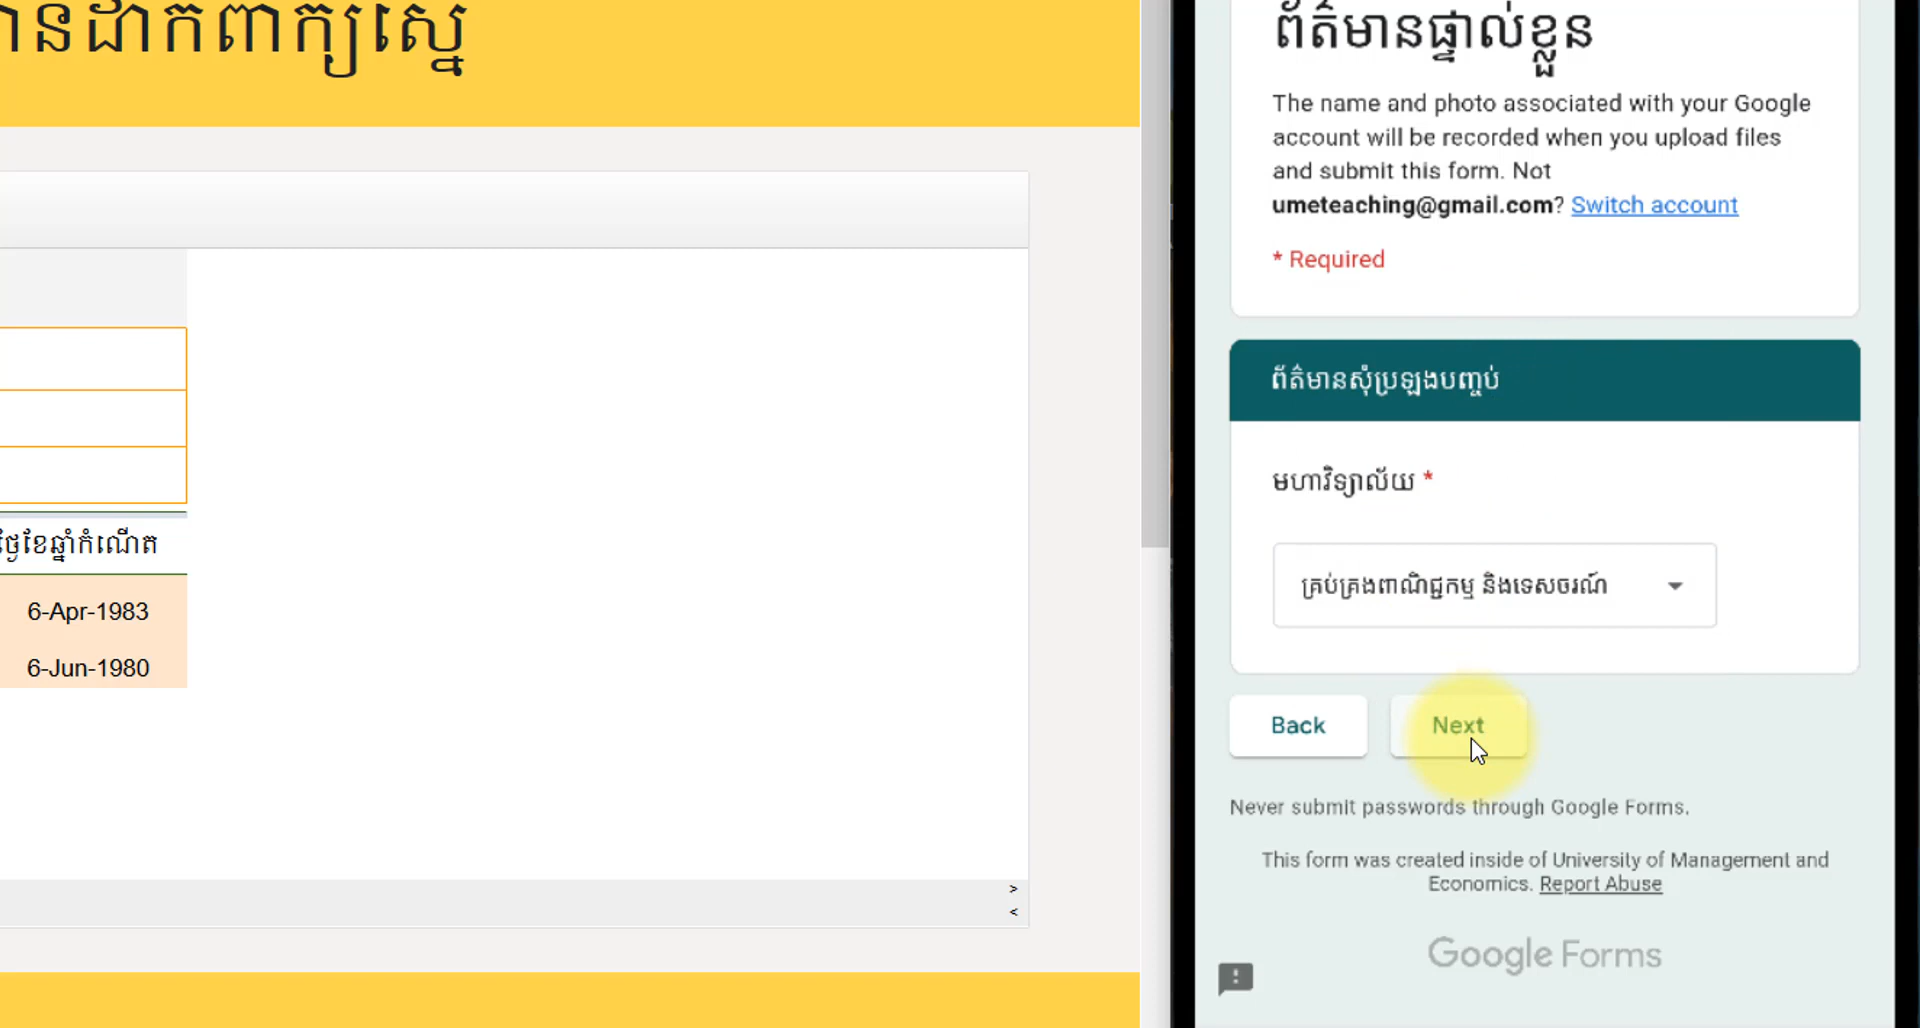 ានដាក់ពាក្យស្នើ
ថ្ងៃខែឆ្នាំកំណើត
6-Apr-1983
6-Jun-1980
>
<
ព័ត៌មានផ្ទាល់ខ្លួន
The name and photo associated with your Google
account will be recorded when you upload files
and submit this form. Not
umeteaching@gmail.com? Switch account
* Required
ព័ត៌មានសុំប្រឡងបញ្ចប់
មហាវិទ្យាល័យ *
គ្រប់គ្រងពាណិជ្ជកម្ម និងទេសចរណ៍
Back
Next
Never submit passwords through Google Forms.
This form was created inside of University of Management and
Economics. Report Abuse
Google Forms